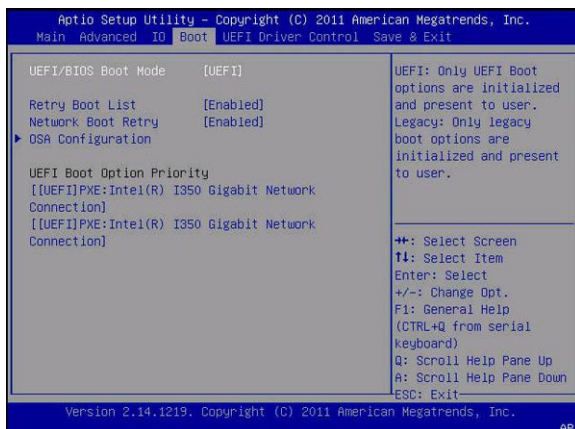 Aptio Setup Utility – Copyright (C) 2011 American Megatrends, Inc.
Main Advanced IO Boot UEFI Driver Control Save & Exit
UEFI/BIOS Boot Mode [UEFI]
Retry Boot List [Enabled]
Network Boot Retry [Enabled]
▶ OSA Configuration
UEFI Boot Option Priority
[[UEFI]PXE:Intel(R) I350 Gigabit Network
Connection]
[[UEFI]PXE:Intel(R) I350 Gigabit Network
Connection]
UEFI: Only UEFI Boot
options are initialized
and present to user.
Legacy: Only legacy
boot options are
initialized and present
to user.
→←: Select Screen
↑↓: Select Item
Enter: Select
+/-: Change Opt.
F1: General Help
(CTRL+Q from serial
keyboard)
Q: Scroll Help Pane Up
A: Scroll Help Pane Down
ESC: Exit
Version 2.14.1219. Copyright (C) 2011 American Megatrends, Inc.
AB